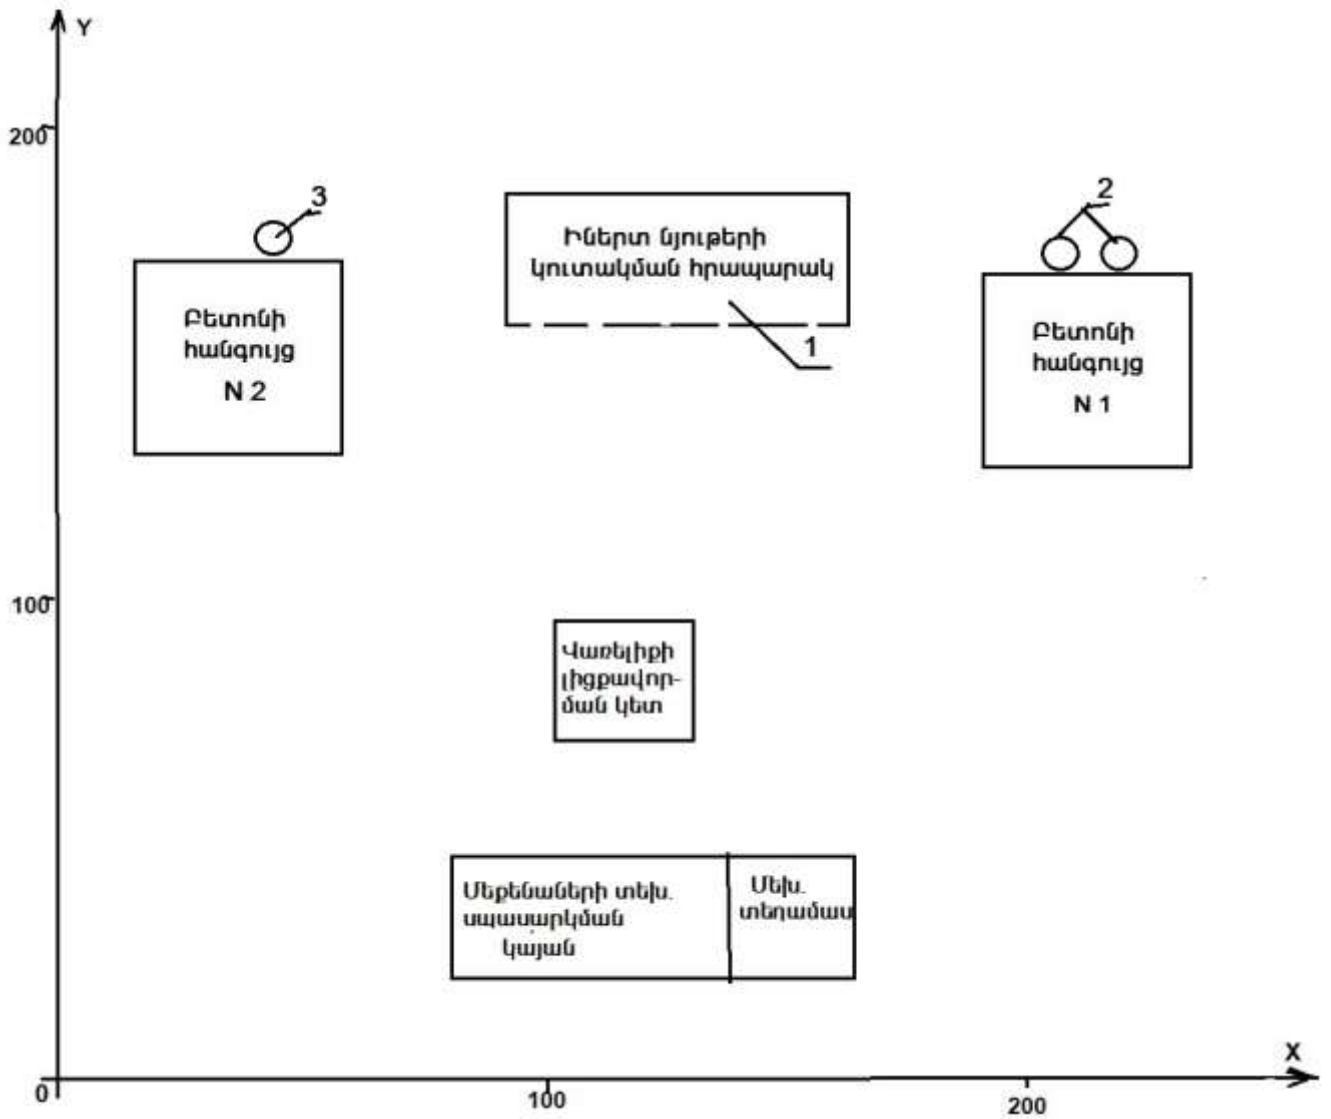 Y
200
3
2
Իներտ նյութերի
կուտակման հրապարակ
Բետոնի
հանգույց
N 2
1
Բետոնի
հանգույց
N 1
100
Վառելիքի
լիցքավոր-
ման կետ
Մեքենաների տեխ.
սպասարկման
կայան
Մեխ.
տեղամաս
X
0
100
200